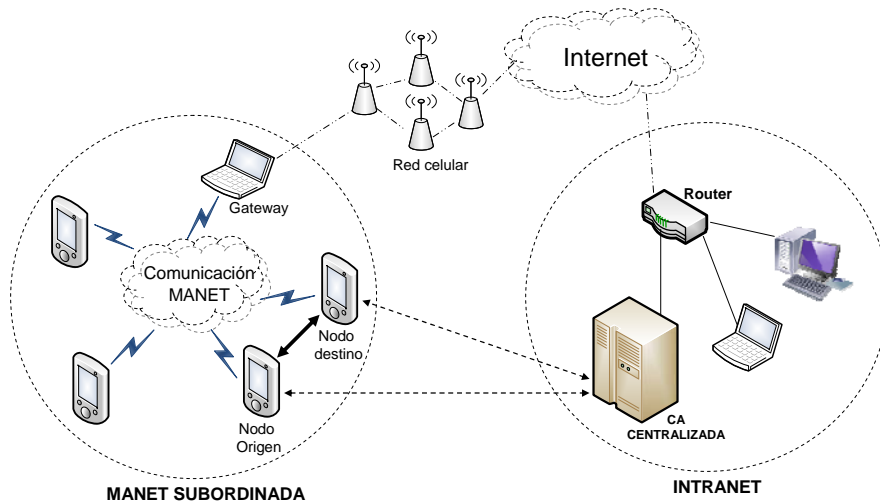 Internet
Red celular
Router
Gateway
Comunicación
MANET
Nodo
destino
Nodo
Origen
CA
CENTRALIZADA
MANET SUBORDINADA
INTRANET